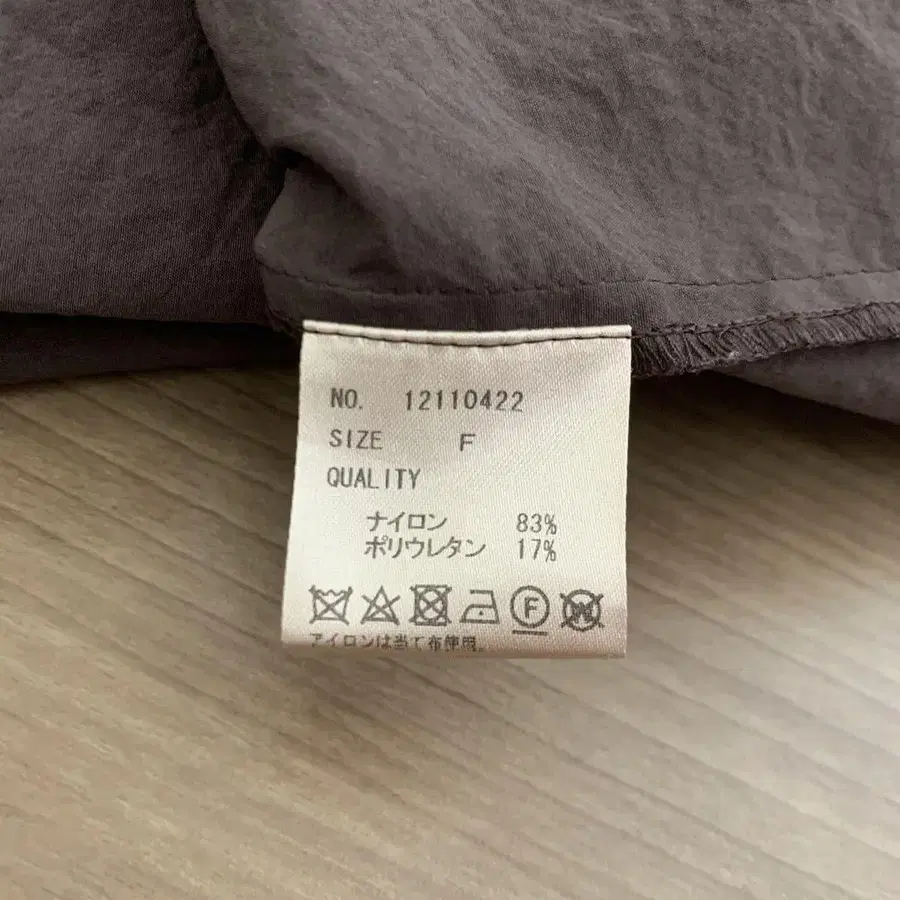 NO. 12110422
SIZE F
QUALITY
ナイロン 83%
ポリウレタン 17%
F W
アイロンは当て布使用。